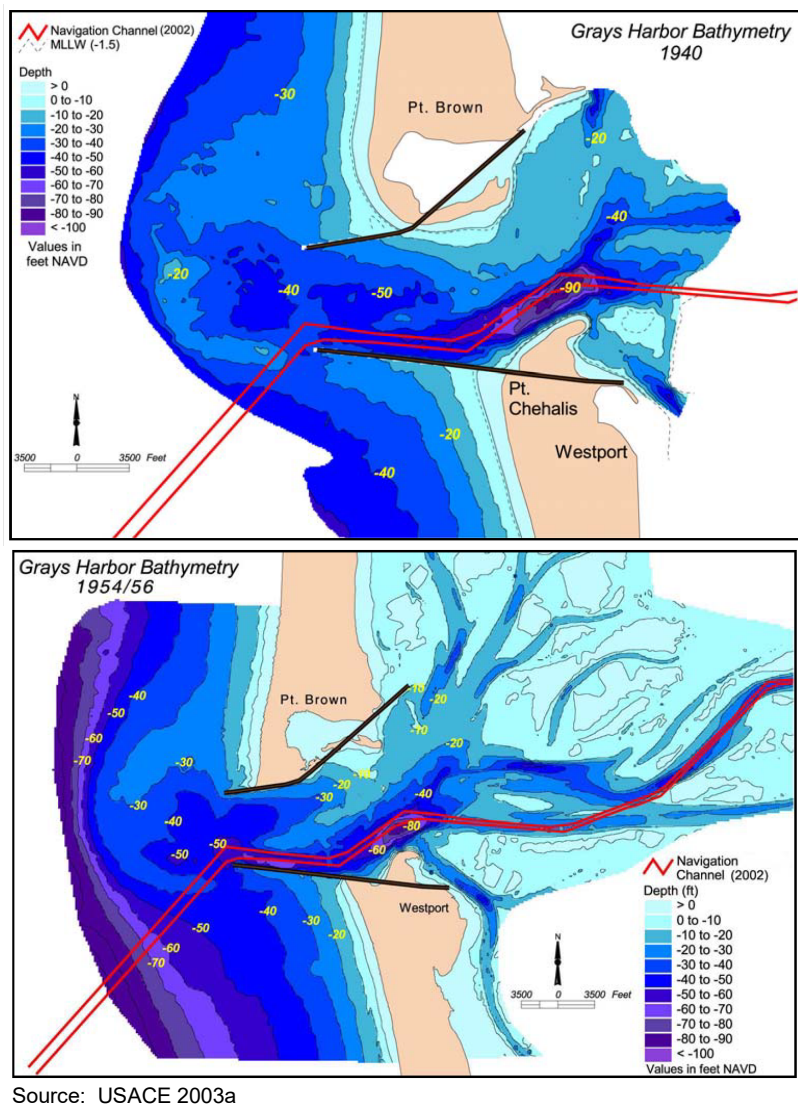 Navigation Channel (2002)
MLLW (-1.5)
Grays Harbor Bathymetry
1940
Depth
> 0
0 to -10
-10 to -20
-20 to -30
-30 to -40
-40 to -50
-50 to -60
-60 to -70
-70 to -80
-80 to -90
< -100
Values in
feet NAVD
-30
Pt. Brown
-20
-40
-20
-40
-50
-90
N
3500 0 3500 Feet
-20
-40
Pt.
Chehalis
Westport
Grays Harbor Bathymetry
1954/56
-40
-50
-60
-70
Pt. Brown
-10
-20
-10
-20
-30
-30
-40
-50
-50
-20
-30
-40
-80
-60
-40
-30
-20
-50
-60
-70
Westport
N
3500 0 3500 Feet
Navigation
Channel (2002)
Depth (ft)
> 0
0 to -10
-10 to -20
-20 to -30
-30 to -40
-40 to -50
-50 to -60
-60 to -70
-70 to -80
-80 to -90
< -100
Values in feet NAVD
Source: USACE 2003a